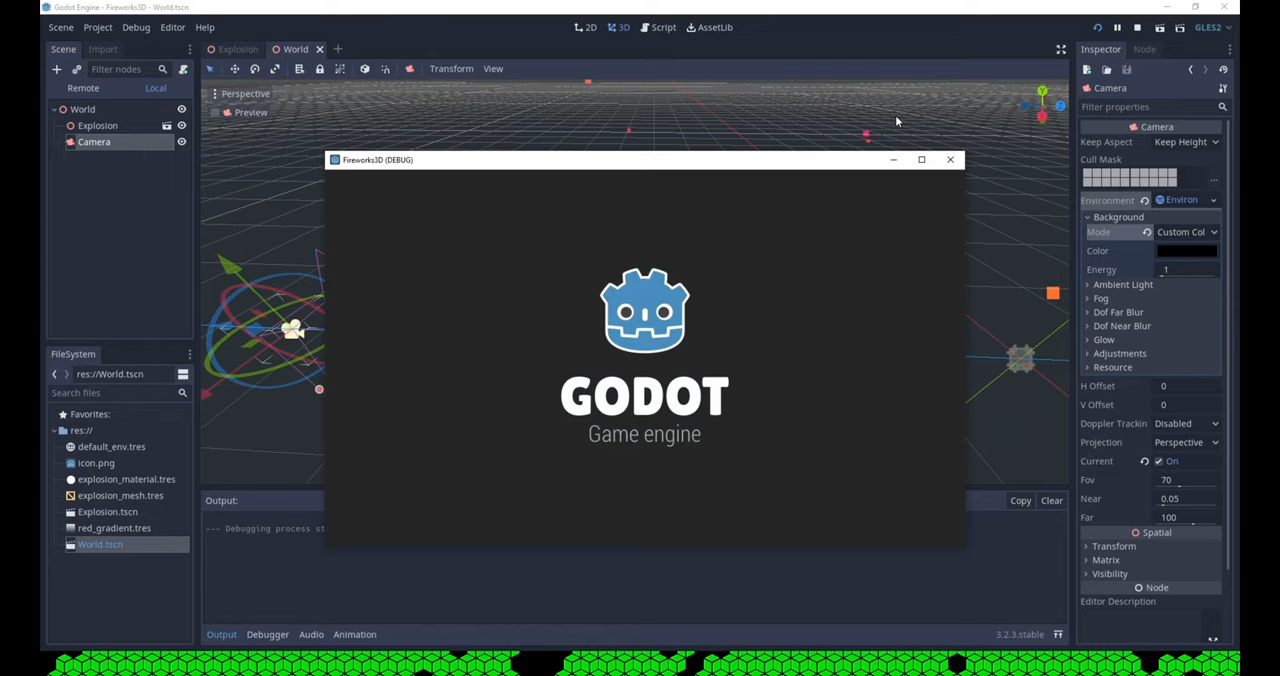 Godot Engine - Fireworks3D - World.tscn
Scene Project Debug Editor Help
2D 3D Script AssetLib
GLES2
Scene Import
Explosion World
Inspector Node
Filter nodes
Transform View
Remote Local
Perspective
Preview
World
Explosion
Camera
Camera
Filter properties
Camera
Keep Aspect Keep Height
Cull Mask
...
Environment Environ
Background
Mode Custom Col
Color
Energy 1
Ambient Light
Fog
Dof Far Blur
Dof Near Blur
Glow
Adjustments
Resource
H Offset 0
V Offset 0
Doppler Trackin Disabled
Projection Perspective
Current On
Fov 70
Near 0.05
Far 100
Spatial
Transform
Matrix
Visibility
Node
Editor Description
Y
Z
Fireworks3D (DEBUG)
GODOT
Game engine
FileSystem
res://World.tscn
Search files
Favorites:
res://
default_env.tres
icon.png
explosion_material.tres
explosion_mesh.tres
Explosion.tscn
red_gradient.tres
World.tscn
Output:
Copy Clear
--- Debugging process st
Output Debugger Audio Animation
3.2.3.stable